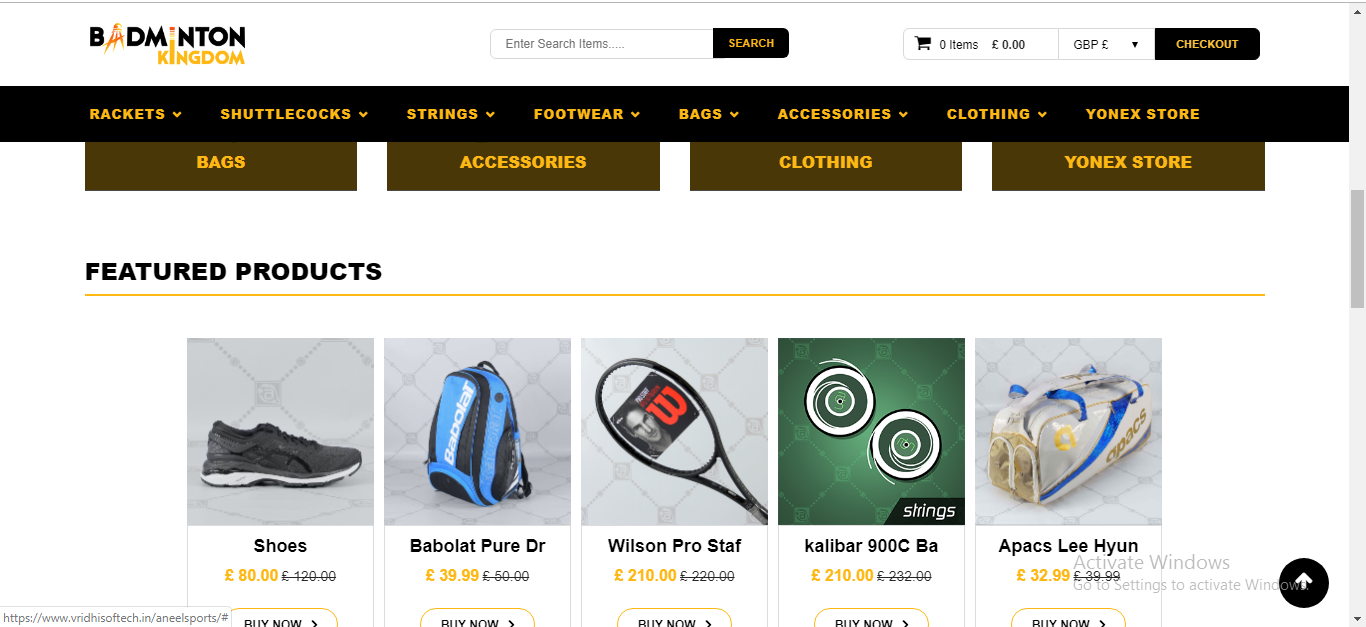 BADMINTON
KINGDOM
Enter Search Items.....
SEARCH
0 Items £ 0.00
GBP £
CHECKOUT
RACKETS SHUTTLECOCKS STRINGS FOOTWEAR BAGS ACCESSORIES CLOTHING YONEX STORE
BAGS ACCESSORIES CLOTHING YONEX STORE
FEATURED PRODUCTS
Babolat
W
strings
apacs
Shoes Babolat Pure Dr Wilson Pro Staf kalibar 900C Ba Apacs Lee Hyun
£ 80.00 £ 120.00 £ 39.99 £ 50.00 £ 210.00 £ 220.00 £ 210.00 £ 232.00 £ 32.99 £ 39.99
Activate Windows
Go to Settings to activate Windows.
https://www.vridhisoftech.in/aneelsports/#
BUY NOW BUY NOW BUY NOW BUY NOW BUY NOW